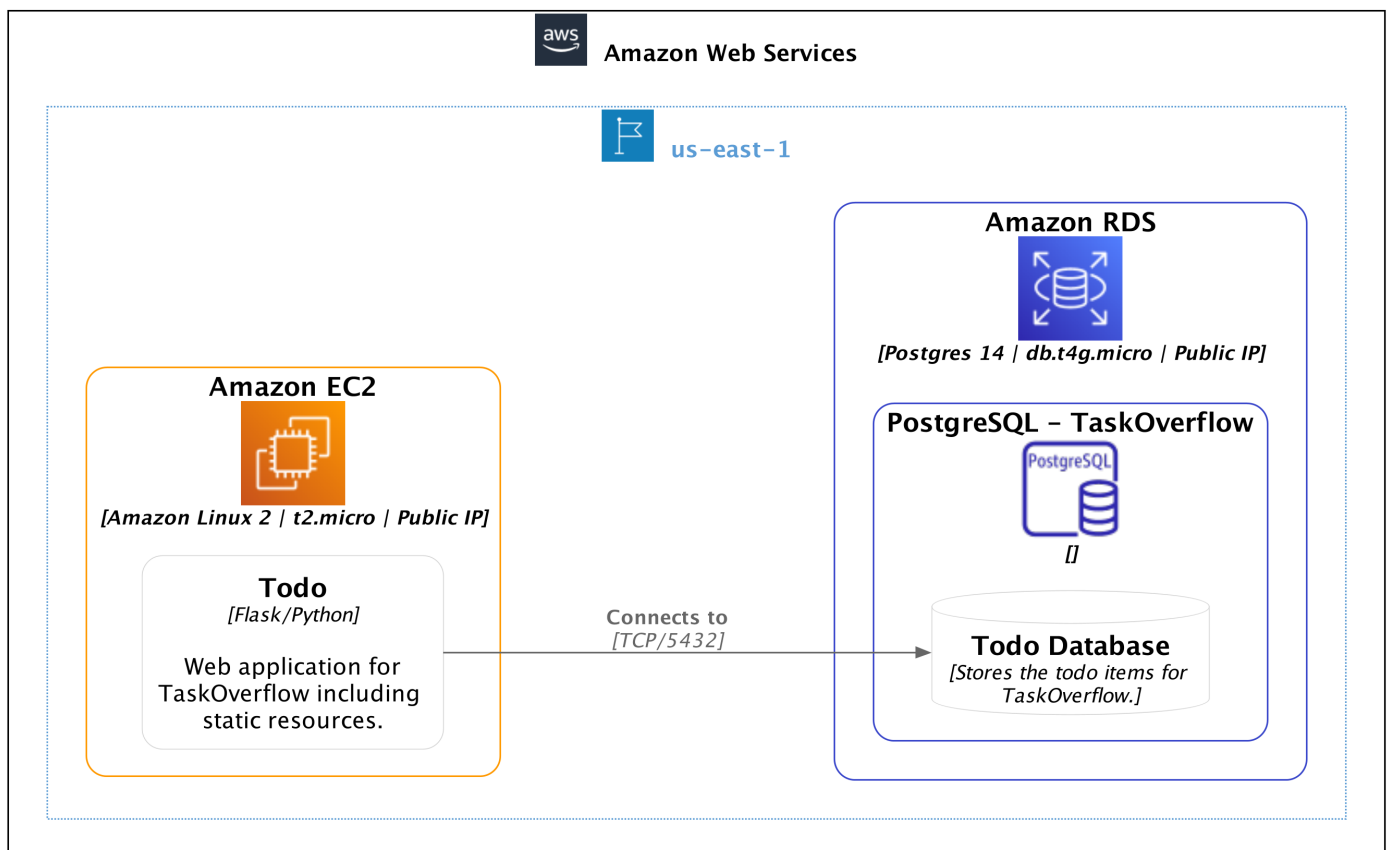 aws
Amazon Web Services
us-east-1
Amazon RDS
[Postgres 14 | db.t4g.micro | Public IP]
Amazon EC2
[Amazon Linux 2 | t2.micro | Public IP]
PostgreSQL - TaskOverflow
PostgreSQL
[]
Todo
[Flask/Python]
Web application for
TaskOverflow including
static resources.
Connects to
[TCP/5432]
Todo Database
[Stores the todo items for
TaskOverflow.]